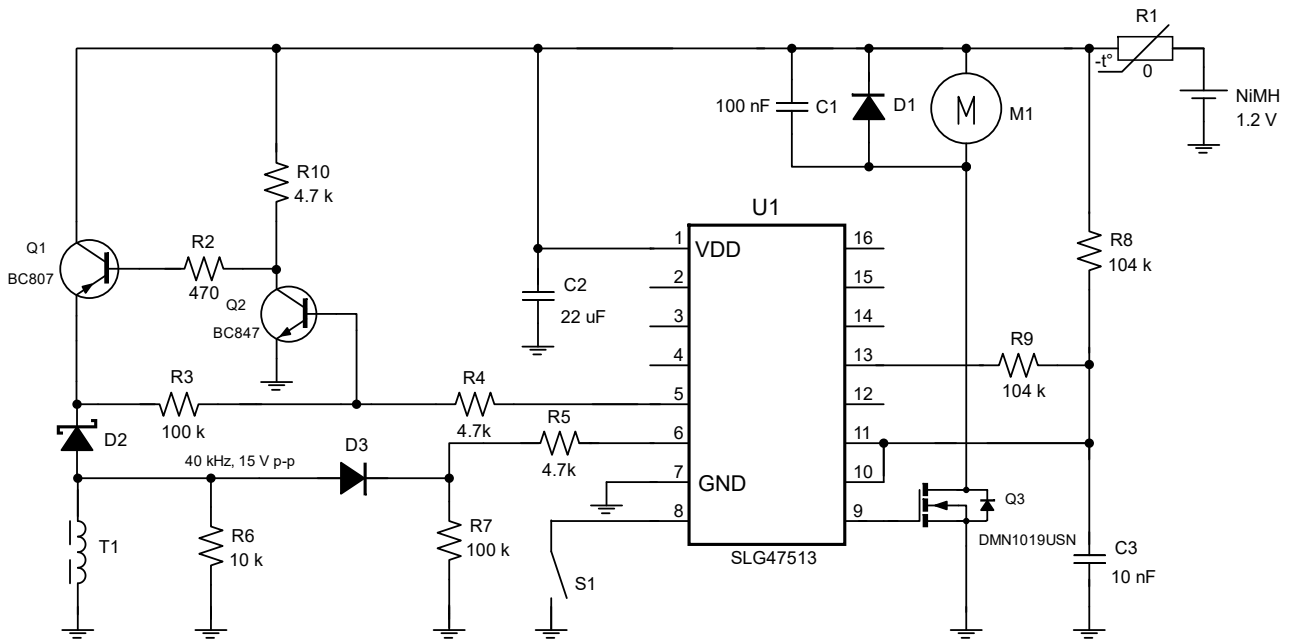 R1
-t°
0
NiMH
1.2 V
100 nF
C1
D1
M
M1
R10
4.7 k
U1
Q1
BC807
R2
470
Q2
BC847
C2
22 uF
1
VDD
2
3
4
5
6
7
GND
8
16
15
14
13
12
11
10
9
SLG47513
R8
104 k
R9
104 k
R3
100 k
R4
4.7k
R5
4.7k
D2
D3
40 kHz, 15 V p-p
T1
R6
10 k
R7
100 k
S1
Q3
DMN1019USN
C3
10 nF